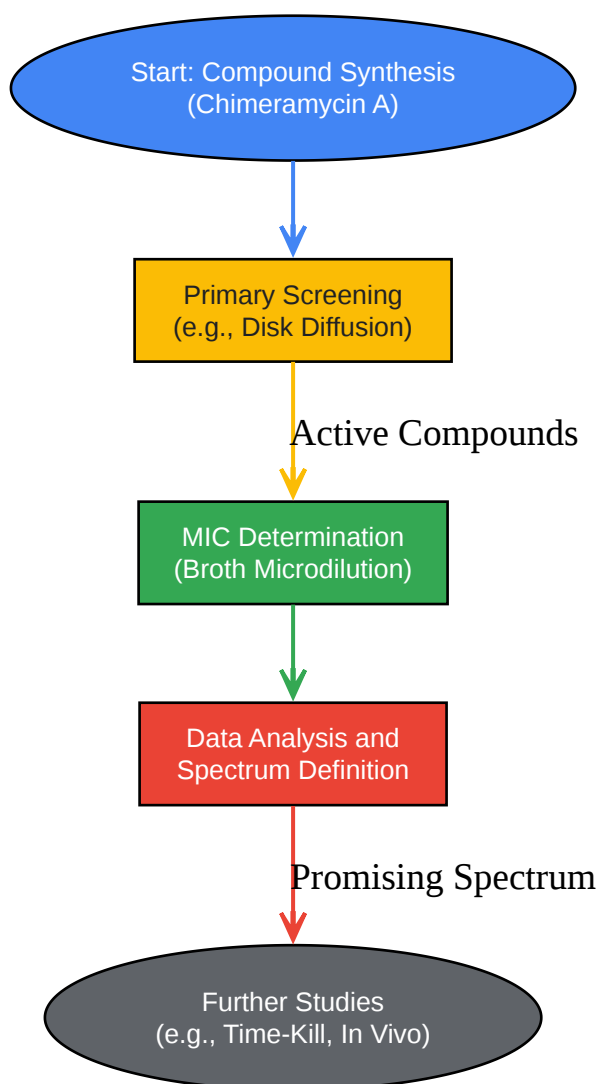 Start: Compound Synthesis
(Chimeramycin A)
Primary Screening
(e.g., Disk Diffusion)
Active Compounds
MIC Determination
(Broth Microdilution)
Data Analysis and
Spectrum Definition
Promising Spectrum
Further Studies
(e.g., Time-Kill, In Vivo)